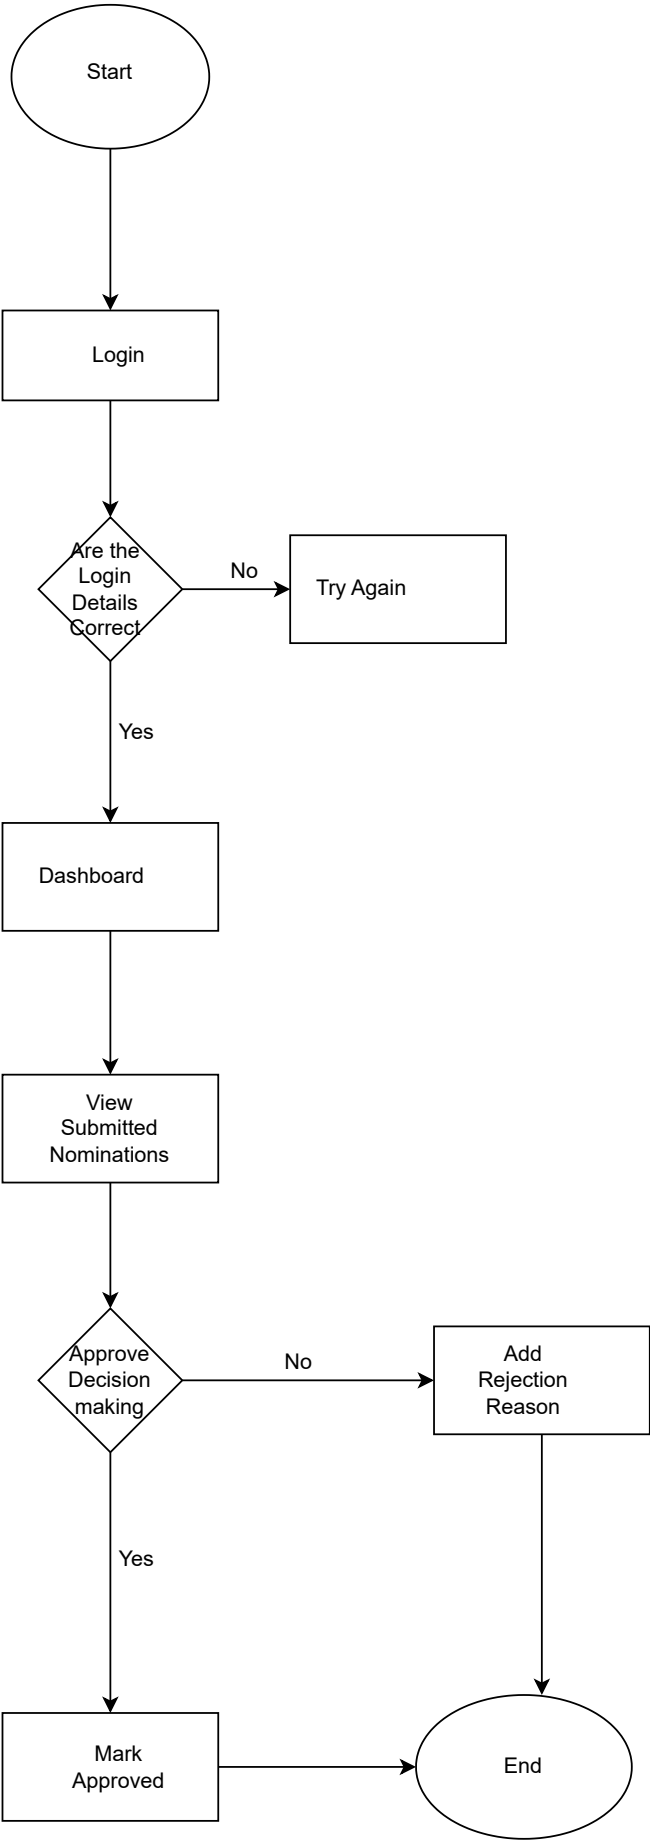 Start
Login
Are the
Login
Details
Correct
No
Try Again
Yes
Dashboard
View
Submitted
Nominations
Approve
Decision
making
No
Add
Rejection
Reason
Yes
Mark
Approved
End